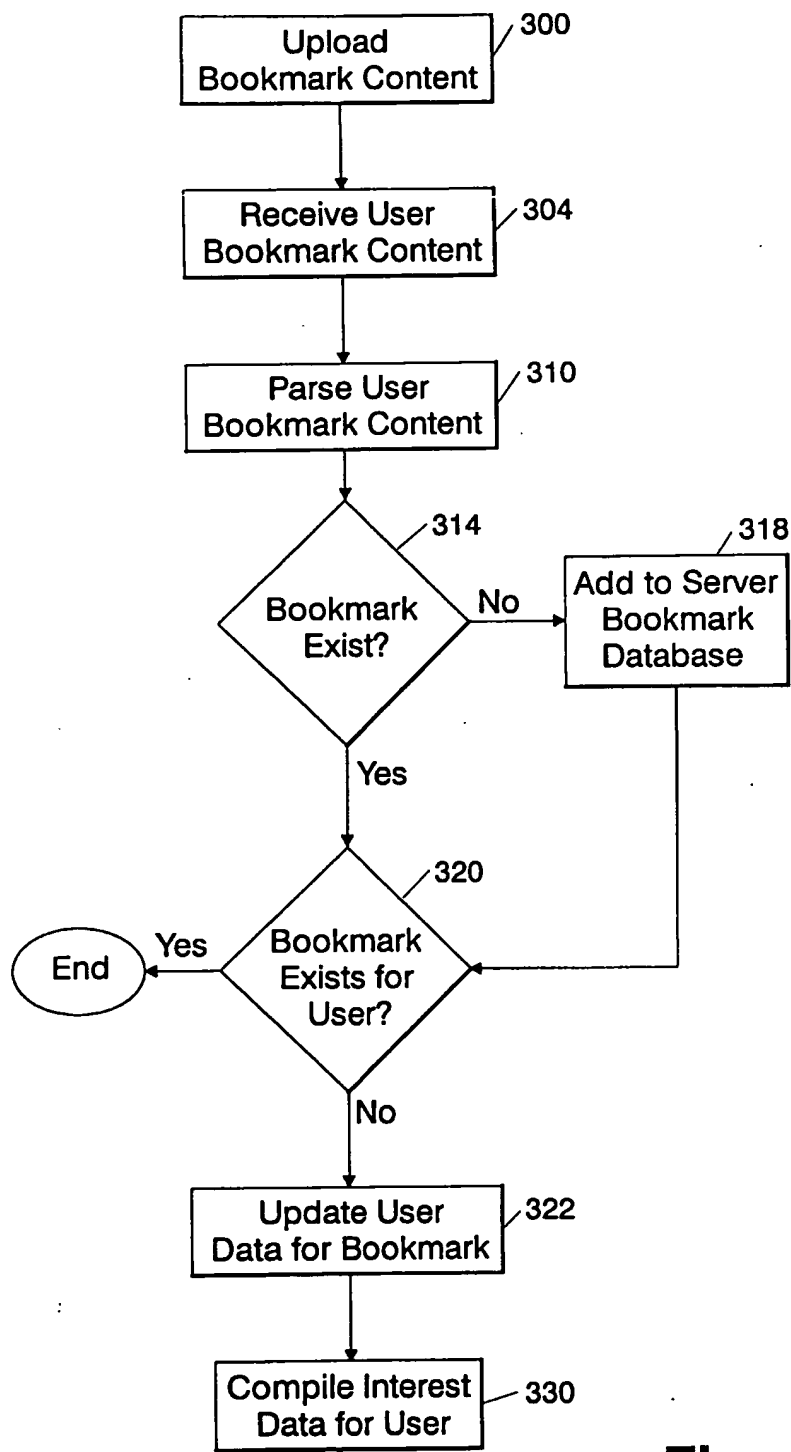 Upload
Bookmark Content
300
Receive User
Bookmark Content
304
Parse User
Bookmark Content
310
Bookmark
Exist?
314
No
Add to Server
Bookmark
Database
318
Yes
Bookmark
Exists for
User?
320
Yes
End
No
Update User
Data for Bookmark
322
Compile Interest
Data for User
330